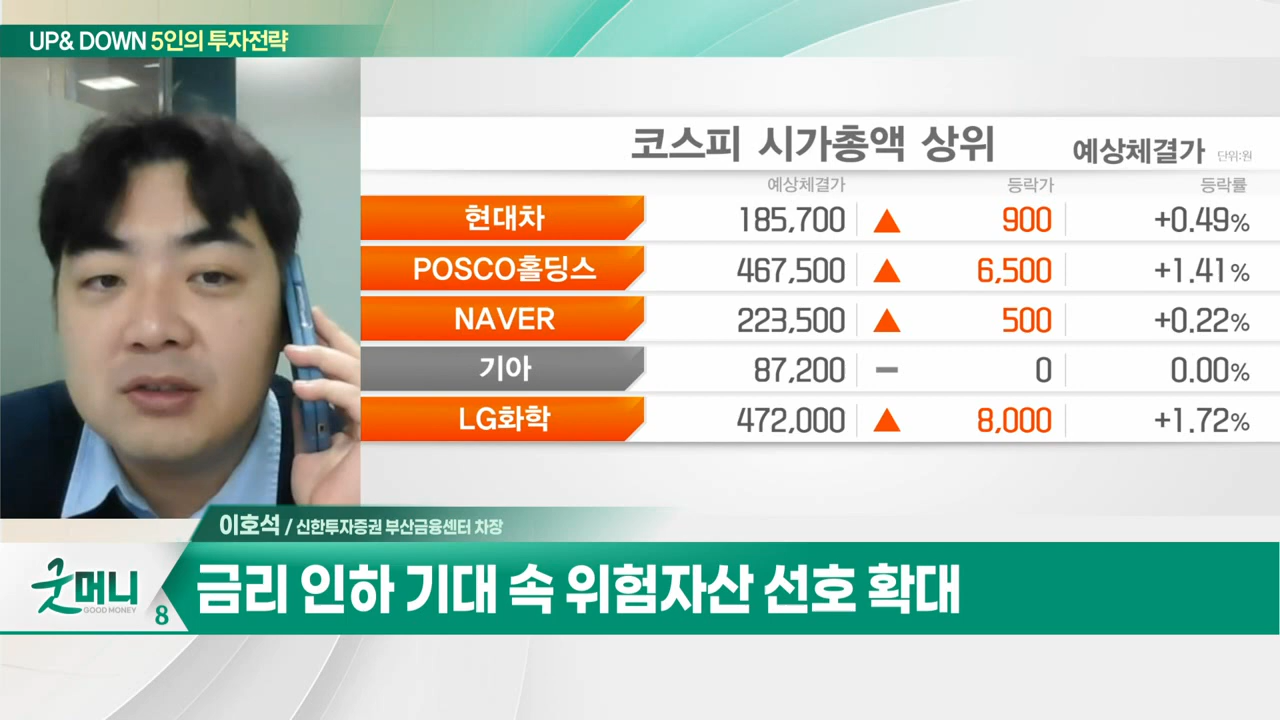 UP& DOWN 5인의 투자전략
코스피 시가총액 상위 예상체결가 단위:원
예상체결가 등락가 등락률
현대차 185,700 ▲ 900 +0.49%
POSCO홀딩스 467,500 ▲ 6,500 +1.41%
NAVER 223,500 ▲ 500 +0.22%
기아 87,200 − 0 0.00%
LG화학 472,000 ▲ 8,000 +1.72%
이호석 / 신한투자증권 부산금융센터 차장
굿머니
GOOD MONEY
8
금리 인하 기대 속 위험자산 선호 확대